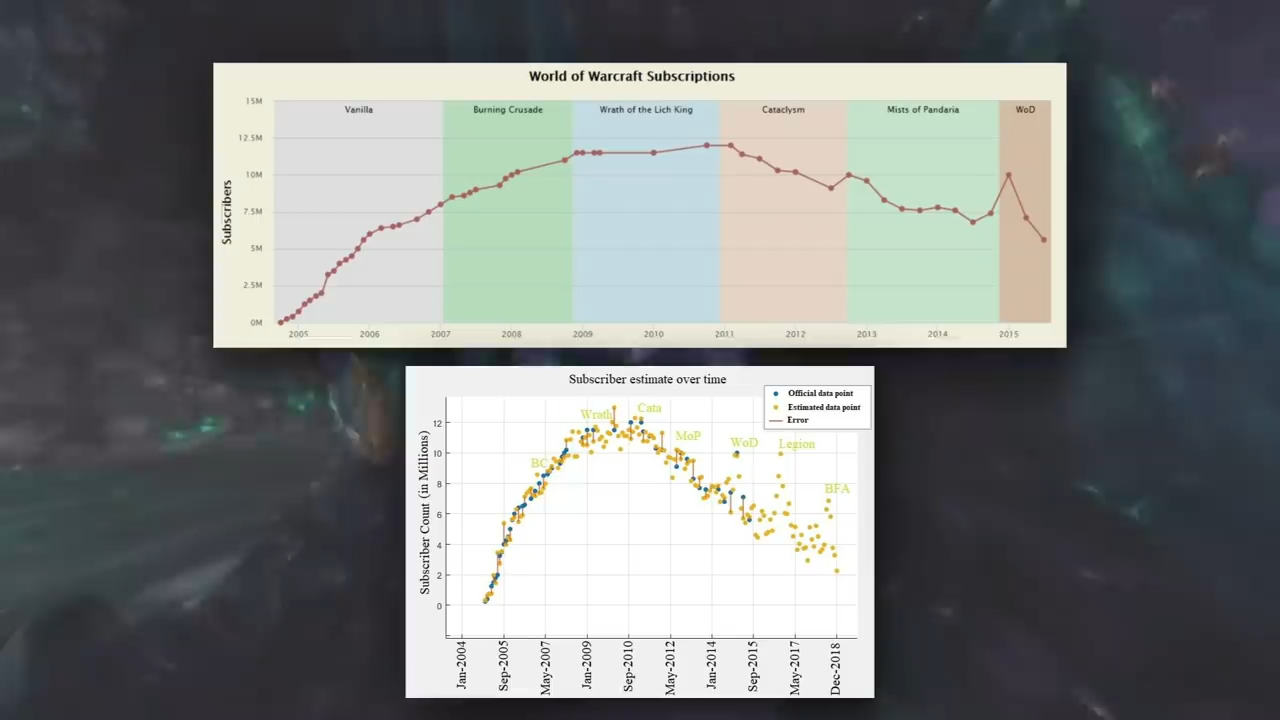 World of Warcraft Subscriptions
Vanilla
Burning Crusade
Wrath of the Lich King
Cataclysm
Mists of Pandaria
WoD
15M
12.5M
10M
7.5M
5M
2.5M
0M
Subscribers
2005
2006
2007
2008
2009
2010
2011
2012
2013
2014
2015
Subscriber estimate over time
Official data point
Estimated data point
Error
Wrath
Cata
MoP
WoD
Legion
BC
BFA
12
10
8
6
4
2
0
Subscriber Count (in Millions)
Jan-2004
Sep-2005
May-2007
Jan-2009
Sep-2010
May-2012
Jan-2014
Sep-2015
May-2017
Dec-2018